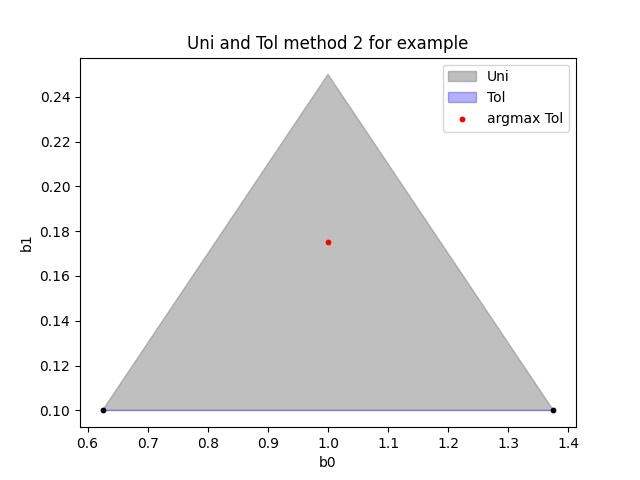 Uni and Tol method 2 for example
Uni
Tol
argmax Tol
b1
0.24
0.22
0.20
0.18
0.16
0.14
0.12
0.10
0.6 0.7 0.8 0.9 1.0 1.1 1.2 1.3 1.4
b0